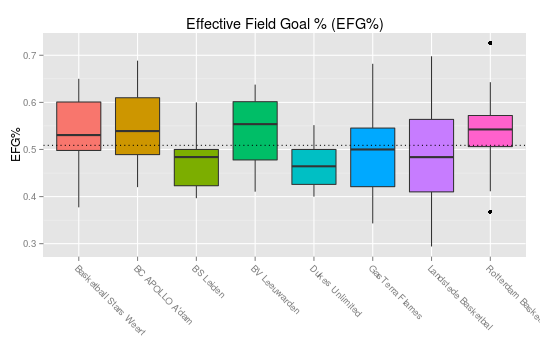 Effective Field Goal % (EFG%)
EFG%
0.7
0.6
0.5
0.4
0.3
Basketball Stars Weert
BC APOLLO A'dam
BS Leiden
BV Leeuwarden
Dukes Unlimited
GasTerra Flames
Landstede Basketbal
Rotterdam Baske